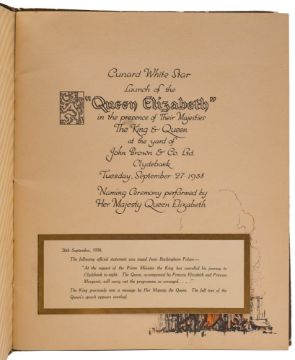 Cunard White Star
Launch of the
"Queen Elizabeth"
in the presence of Their Majesties
The King & Queen
at the yard of
John Brown & Co. Ltd.
Clydebank
Tuesday, September 27 1938
Naming Ceremony performed by
Her Majesty Queen Elizabeth
26th September, 1938.
The following official statement was issued from Buckingham Palace:—
"At the request of the Prime Minister the King has cancelled his journey to
Clydebank to-night. The Queen, accompanied by Princess Elizabeth and Princess
Margaret, will carry out the programme as arranged. . . ."
The King previously sent a message by Her Majesty the Queen. The full text of the
Queen's speech appears overleaf.